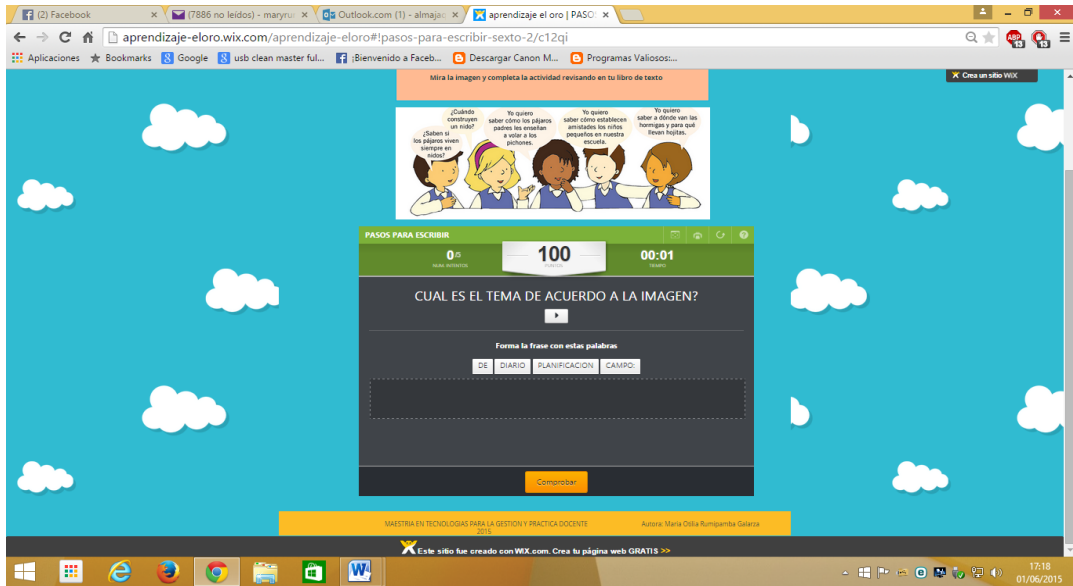 (2) Facebook
(7886 no leídos) - maryru
Outlook.com (1) - almajac
aprendizaje el oro | PASO
aprendizaje-eloro.wix.com/aprendizaje-eloro#!pasos-para-escribir-sexto-2/c12qi
Aplicaciones
Bookmarks
Google
usb clean master ful...
¡Bienvenido a Faceb...
Descargar Canon M...
Programas Valiosos:...
ABP
13
13
Mira la imagen y completa la actividad revisando en tu libro de texto
Crea un sitio WiX
¿Saben si
los pájaros viven
siempre en
nidos?
¿Cuándo
construyen
un nido?
Yo quiero
saber cómo los pájaros
padres les enseñan
a volar a los
pichones.
Yo quiero
saber cómo establecen
amistades los niños
pequeños en nuestra
escuela.
Yo quiero
saber a dónde van las
hormigas y para qué
llevan hojitas.
PASOS PARA ESCRIBIR
0
NUM. INTENTOS
100
PUNTOS
00:01
TIEMPO
CUAL ES EL TEMA DE ACUERDO A LA IMAGEN?
Forma la frase con estas palabras
DE
DIARIO
PLANIFICACION
CAMPO:
Comprobar
MAESTRIA EN TECNOLOGIAS PARA LA GESTION Y PRACTICA DOCENTE
2015
Autora: Maria Otilia Rumipamba Galarza
Este sitio fue creado con WIX.com. Crea tu página web GRATIS >>
17:18
01/06/2015